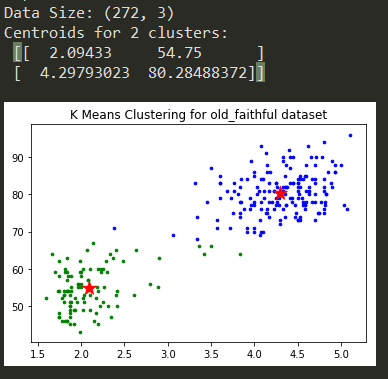 Data Size: (272, 3)
Centroids for 2 clusters:
[[ 2.09433 54.75 ]
[ 4.29793023 80.28488372]]
K Means Clustering for old_faithful dataset
90
80
70
60
50
1.5 2.0 2.5 3.0 3.5 4.0 4.5 5.0